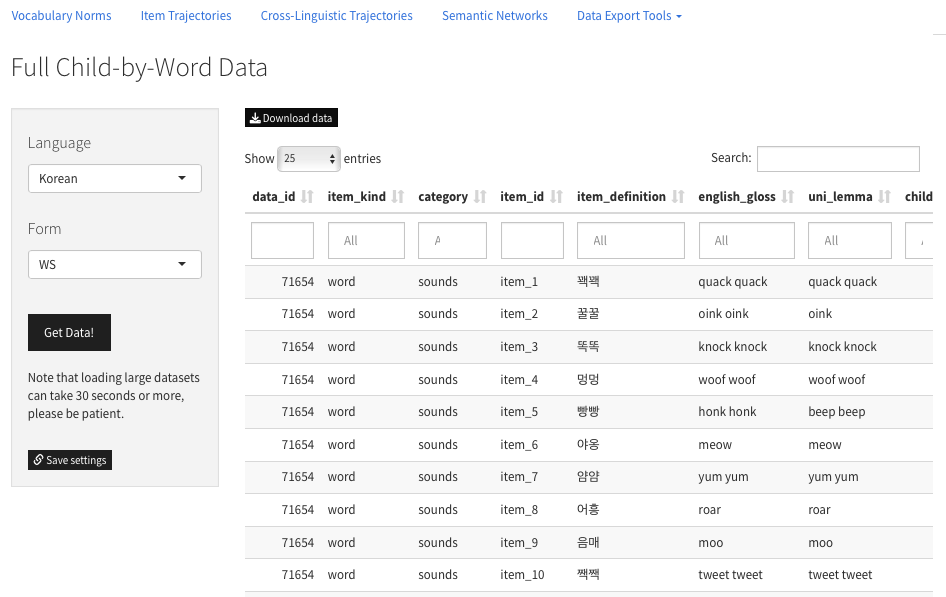 Vocabulary Norms Item Trajectories Cross-Linguistic Trajectories Semantic Networks Data Export Tools
Full Child-by-Word Data
Language
Korean
Form
WS
Get Data!
Note that loading large datasets
can take 30 seconds or more,
please be patient.
Save settings
Download data
Show 25 entries Search:
data_id item_kind category item_id item_definition english_gloss uni_lemma child
All All All All
71654 word sounds item_1 꽥꽥 quack quack quack quack
71654 word sounds item_2 꿀꿀 oink oink oink
71654 word sounds item_3 똑똑 knock knock knock knock
71654 word sounds item_4 멍멍 woof woof woof woof
71654 word sounds item_5 빵빵 honk honk beep beep
71654 word sounds item_6 야옹 meow meow
71654 word sounds item_7 얌얌 yum yum yum yum
71654 word sounds item_8 어흥 roar roar
71654 word sounds item_9 음매 moo moo
71654 word sounds item_10 짹짹 tweet tweet tweet tweet